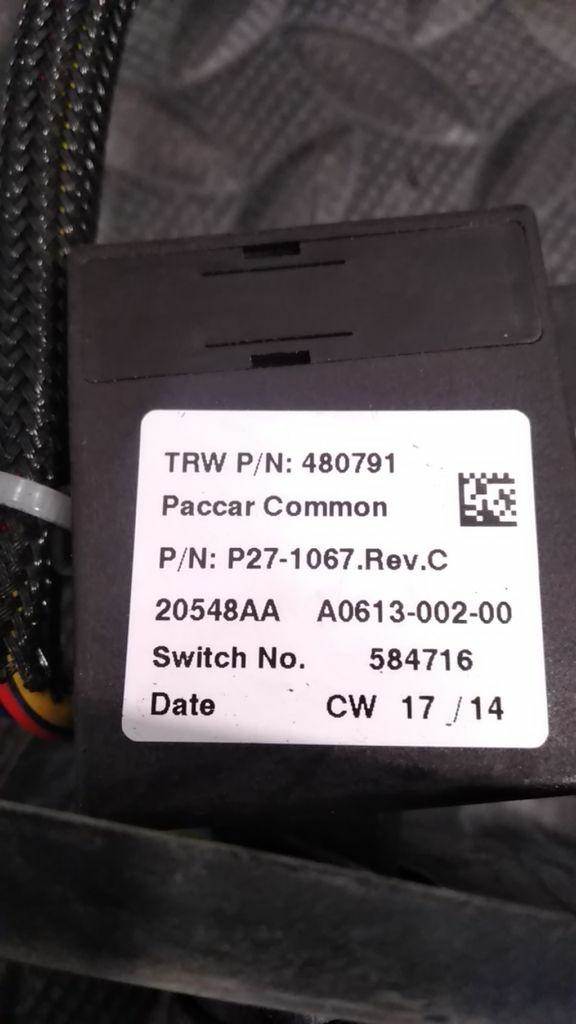 TRW P/N: 480791
Paccar Common
P/N: P27-1067.Rev.C
20548AA A0613-002-00
Switch No. 584716
Date CW 17 / 14